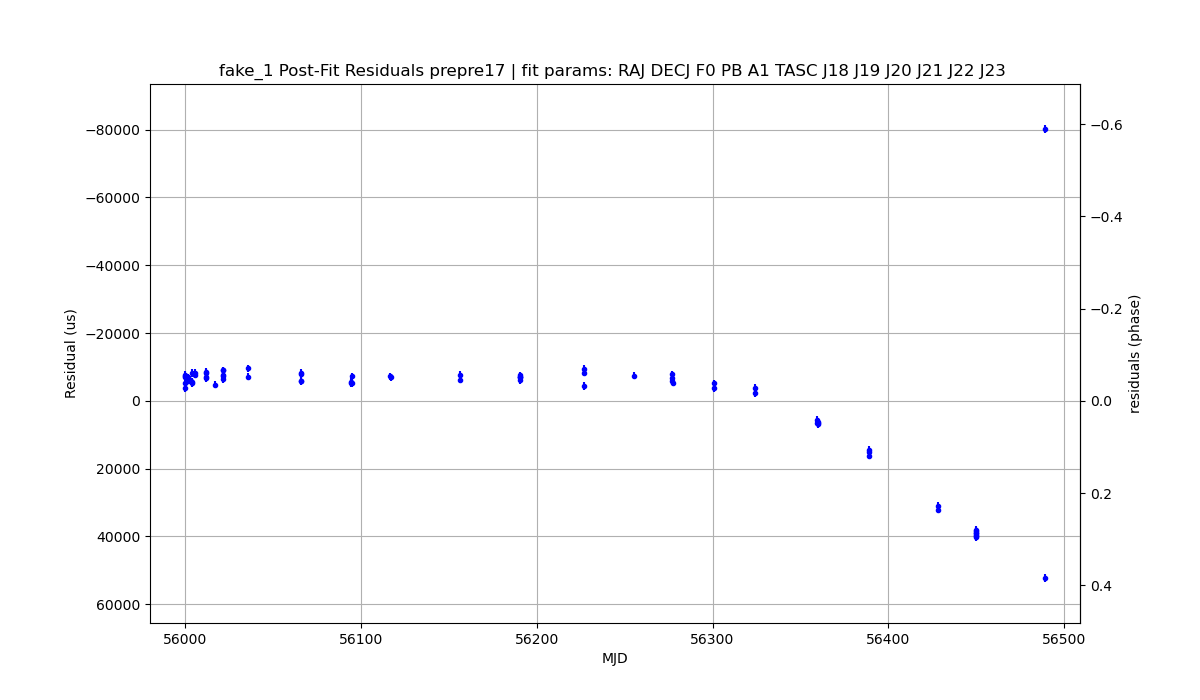 fake_1 Post-Fit Residuals prepre17 | fit params: RAJ DECJ F0 PB A1 TASC J18 J19 J20 J21 J22 J23
−80000
−60000
−40000
−20000
0
20000
40000
60000
Residual (us)
−0.6
−0.4
−0.2
0.0
0.2
0.4
residuals (phase)
56000 56100 56200 56300 56400 56500
MJD